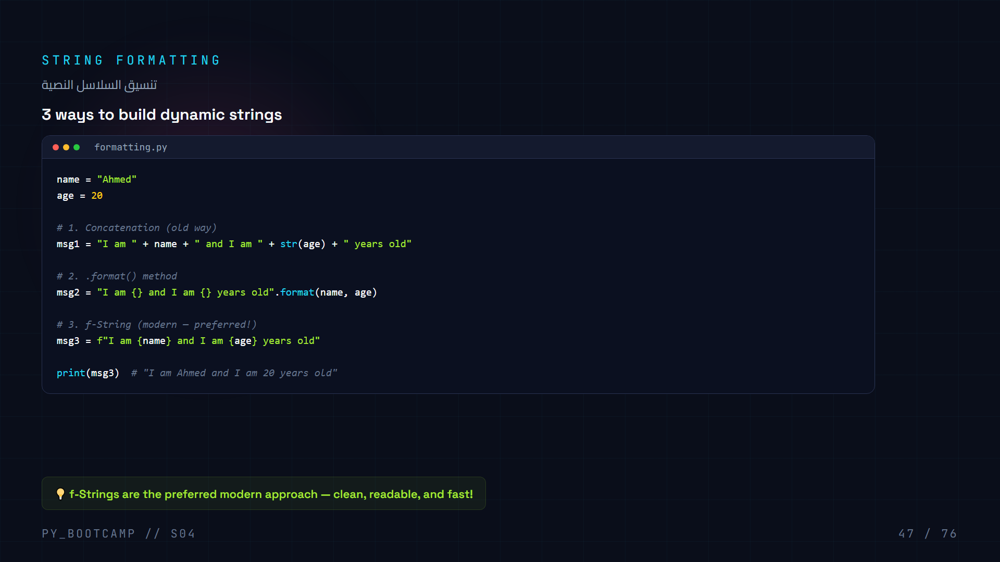 STRING FORMATTING
تنسيق السلاسل النصية
3 ways to build dynamic strings
formatting.py
name = "Ahmed"
age = 20
# 1. Concatenation (old way)
msg1 = "I am " + name + " and I am " + str(age) + " years old"
# 2. .format() method
msg2 = "I am {} and I am {} years old".format(name, age)
# 3. f-String (modern — preferred!)
msg3 = f"I am {name} and I am {age} years old"
print(msg3)  # "I am Ahmed and I am 20 years old"
💡 f-Strings are the preferred modern approach — clean, readable, and fast!
PY_BOOTCAMP // S04
47 / 76